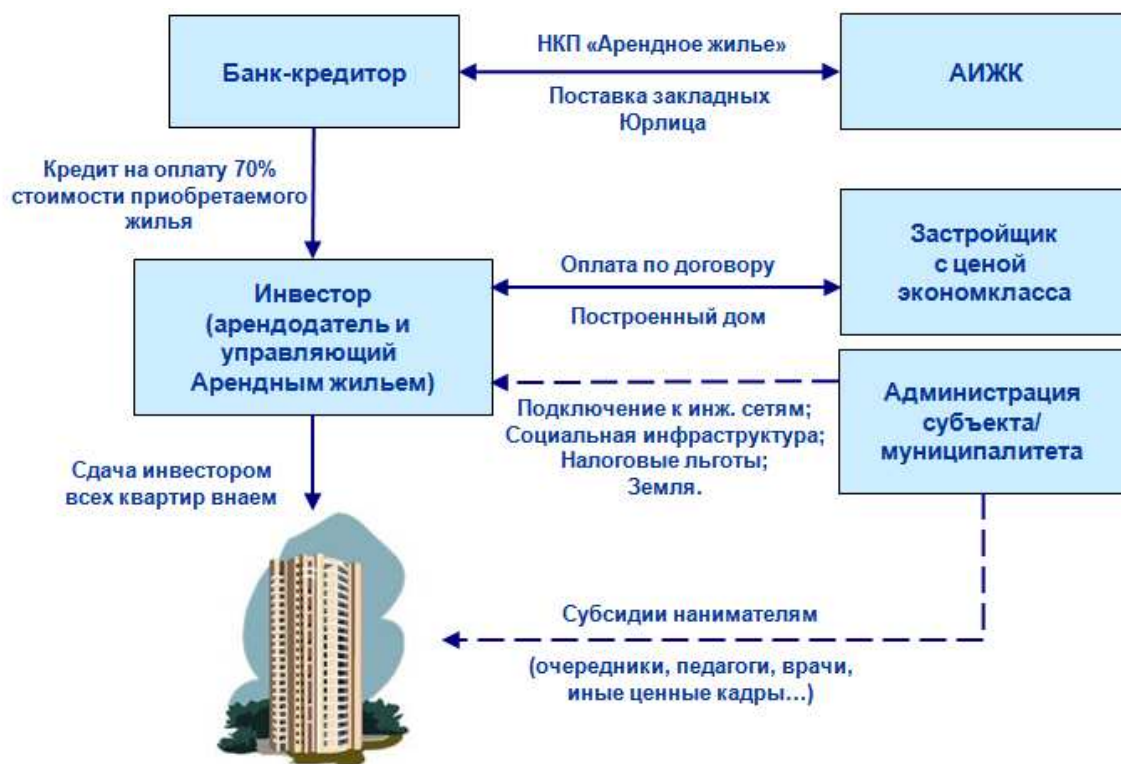 Банк-кредитор
НКП «Арендное жилье»
Поставка закладных
Юрлица
АИЖК
Кредит на оплату 70%
стоимости приобретаемого
жилья
Инвестор
(арендодатель и
управляющий
Арендным жильем)
Оплата по договору
Построенный дом
Застройщик
с ценой
экономкласса
Подключение к инж. сетям;
Социальная инфраструктура;
Налоговые льготы;
Земля.
Администрация
субъекта/
муниципалитета
Сдача инвестором
всех квартир внаем
Субсидии нанимателям
(очередники, педагоги, врачи,
иные ценные кадры...)